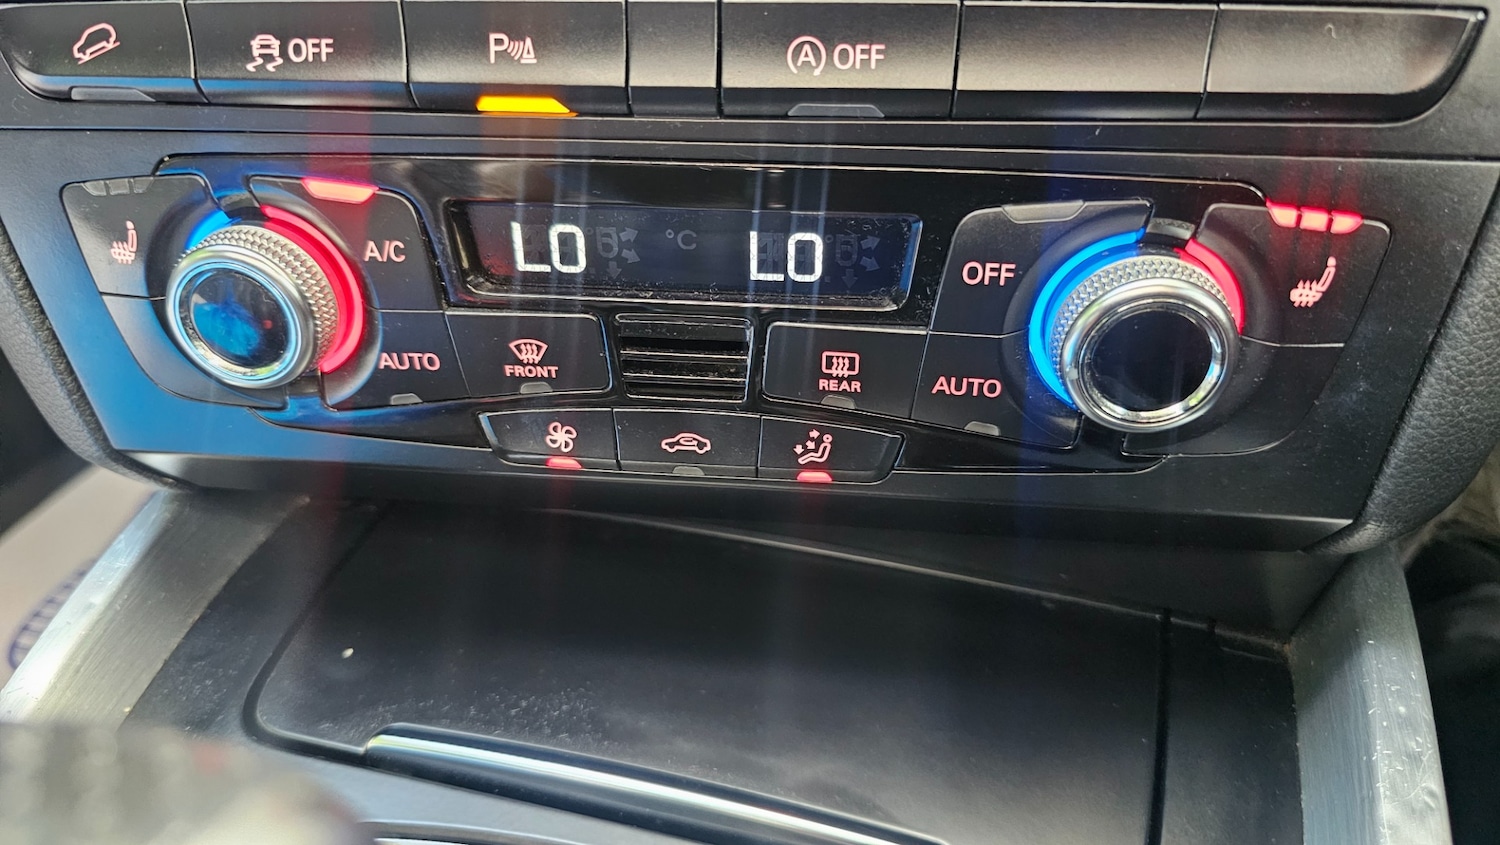 OFF
P
A OFF
LO °C LO
A/C
OFF
AUTO
FRONT
REAR
AUTO